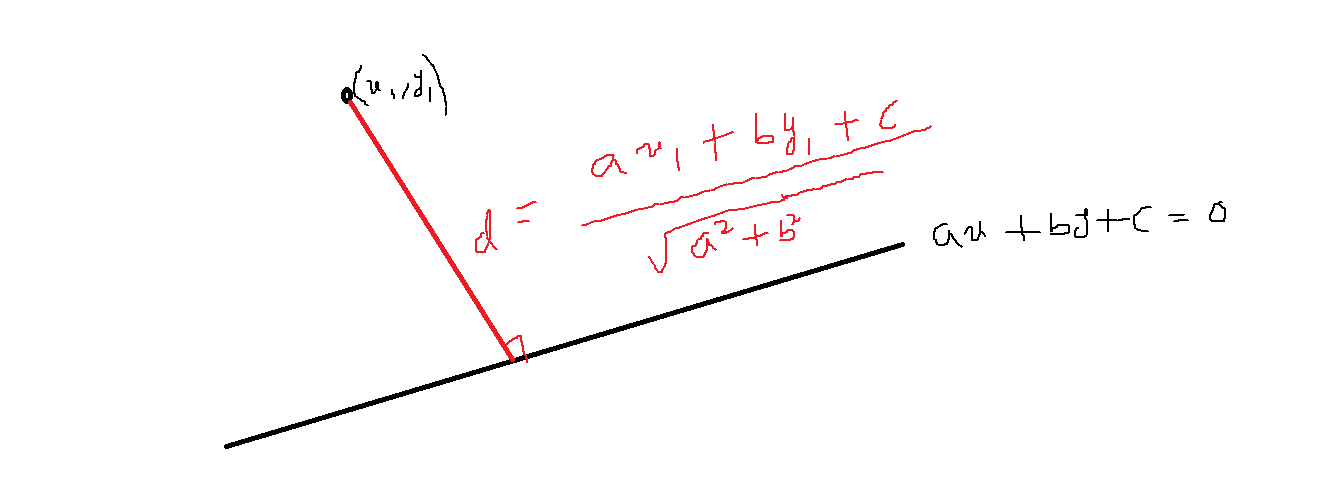 (x₁, y₁)
d = (ax₁ + by₁ + c) / √(a² + b²)
ax + by + c = 0